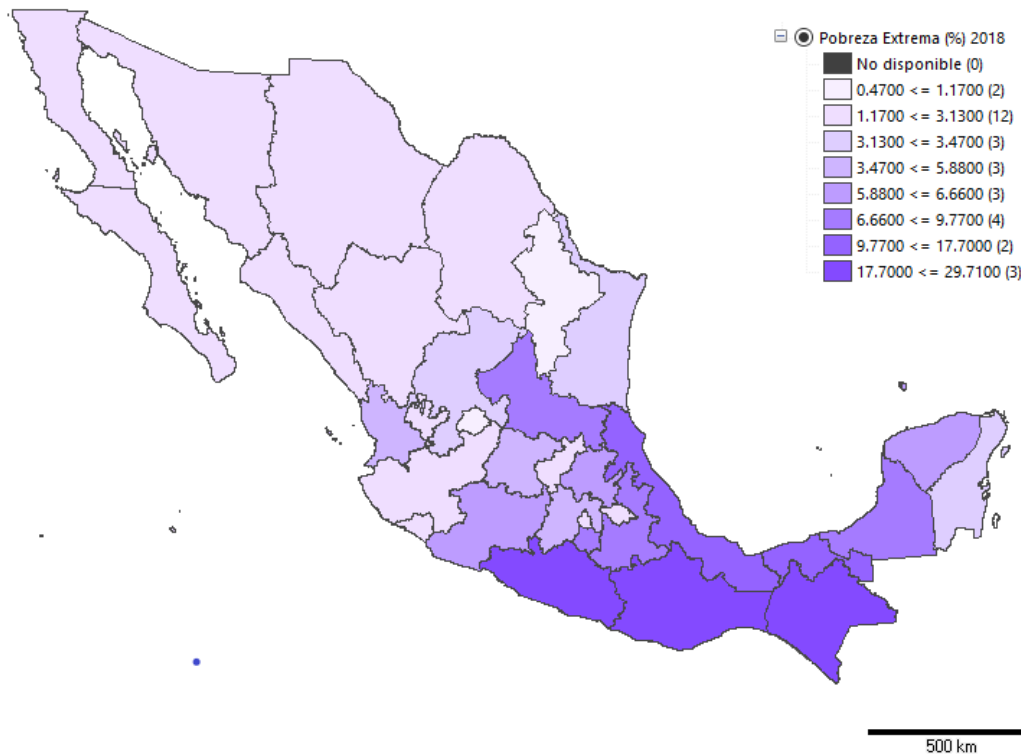 Pobreza Extrema (%) 2018
No disponible (0)
0.4700 <= 1.1700 (2)
1.1700 <= 3.1300 (12)
3.1300 <= 3.4700 (3)
3.4700 <= 5.8800 (3)
5.8800 <= 6.6600 (3)
6.6600 <= 9.7700 (4)
9.7700 <= 17.7000 (2)
17.7000 <= 29.7100 (3)
500 km